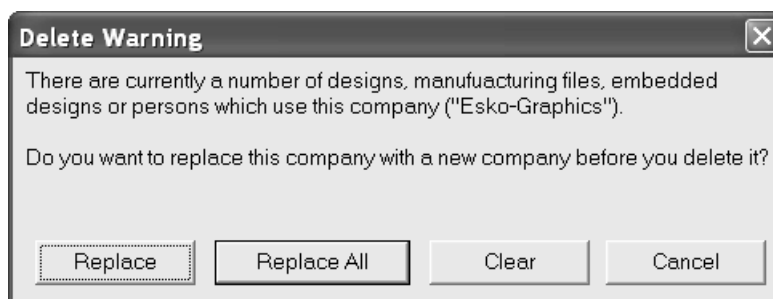 Delete Warning
There are currently a number of designs, manufuacturing files, embedded
designs or persons which use this company ("Esko-Graphics").
Do you want to replace this company with a new company before you delete it?
Replace Replace All Clear Cancel